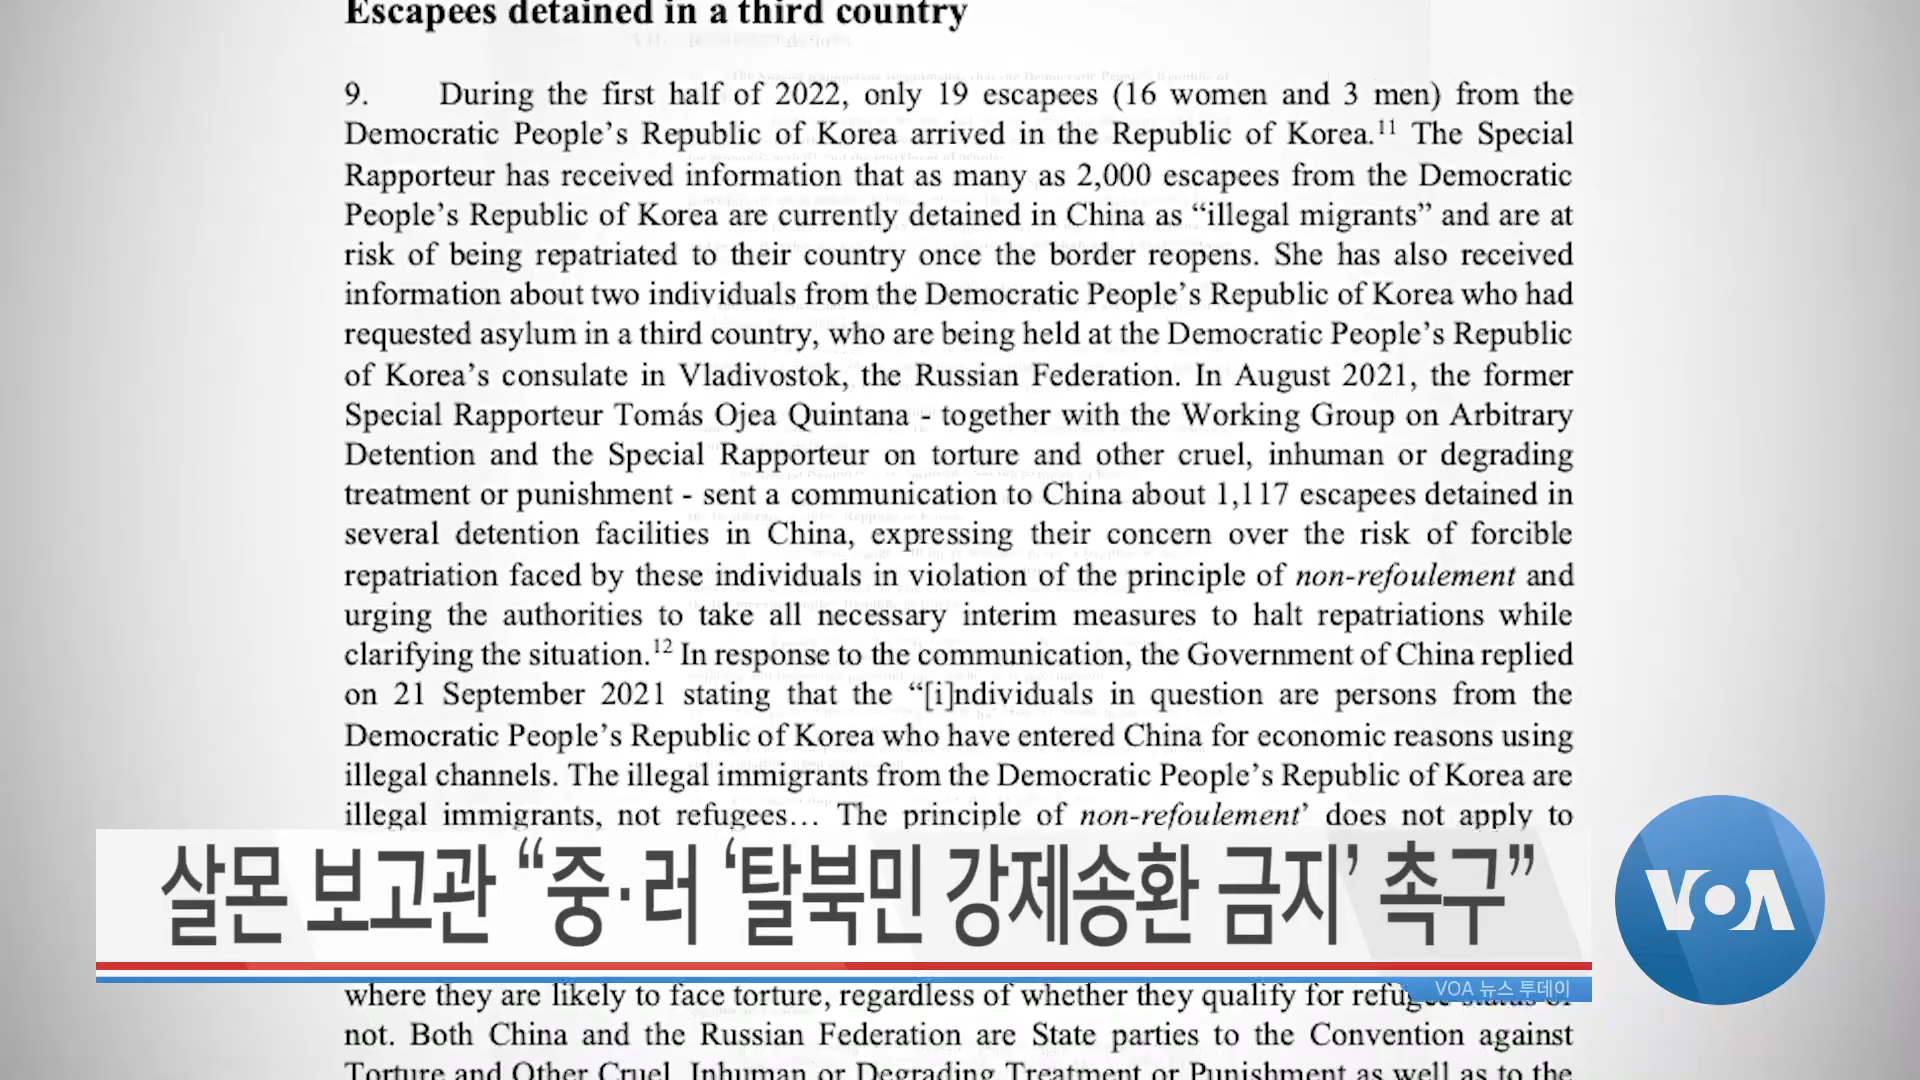 Escapees detained in a third country
9. During the first half of 2022, only 19 escapees (16 women and 3 men) from the
Democratic People’s Republic of Korea arrived in the Republic of Korea.11 The Special
Rapporteur has received information that as many as 2,000 escapees from the Democratic
People’s Republic of Korea are currently detained in China as “illegal migrants” and are at
risk of being repatriated to their country once the border reopens. She has also received
information about two individuals from the Democratic People’s Republic of Korea who had
requested asylum in a third country, who are being held at the Democratic People’s Republic
of Korea’s consulate in Vladivostok, the Russian Federation. In August 2021, the former
Special Rapporteur Tomás Ojea Quintana - together with the Working Group on Arbitrary
Detention and the Special Rapporteur on torture and other cruel, inhuman or degrading
treatment or punishment - sent a communication to China about 1,117 escapees detained in
several detention facilities in China, expressing their concern over the risk of forcible
repatriation faced by these individuals in violation of the principle of non-refoulement and
urging the authorities to take all necessary interim measures to halt repatriations while
clarifying the situation.12 In response to the communication, the Government of China replied
on 21 September 2021 stating that the “[i]ndividuals in question are persons from the
Democratic People’s Republic of Korea who have entered China for economic reasons using
illegal channels. The illegal immigrants from the Democratic People’s Republic of Korea are
illegal immigrants, not refugees… The principle of non-refoulement’ does not apply to
살몬 보고관 “중·러 ‘탈북민 강제송환 금지’ 촉구”
VOA
VOA 뉴스 투데이
where they are likely to face torture, regardless of whether they qualify for refugee status or
not. Both China and the Russian Federation are State parties to the Convention against
Torture and Other Cruel, Inhuman or Degrading Treatment or Punishment as well as to the